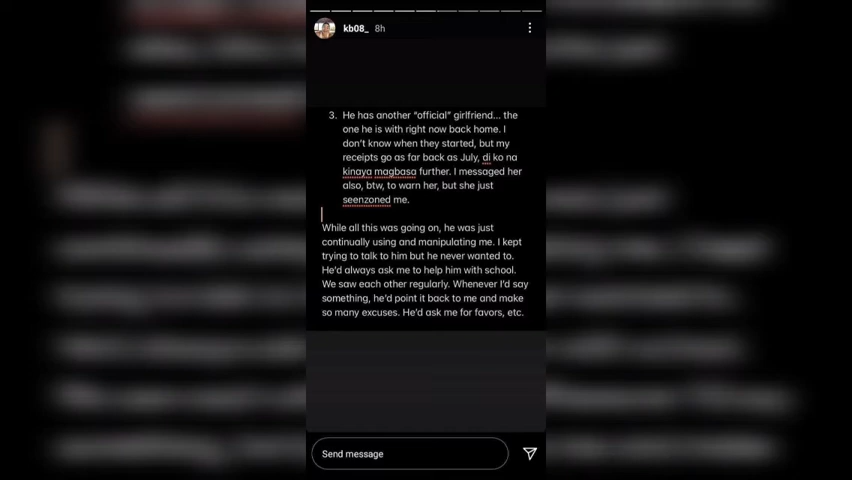 kb08_ 8h
3. He has another “official” girlfriend... the
one he is with right now back home. I
don’t know when they started, but my
receipts go as far back as July, di ko na
kinaya magbasa further. I messaged her
also, btw, to warn her, but she just
seenzoned me.
While all this was going on, he was just
continually using and manipulating me. I kept
trying to talk to him but he never wanted to.
He’d always ask me to help him with school.
We saw each other regularly. Whenever I’d say
something, he’d point it back to me and make
so many excuses. He’d ask me for favors, etc.
Send message